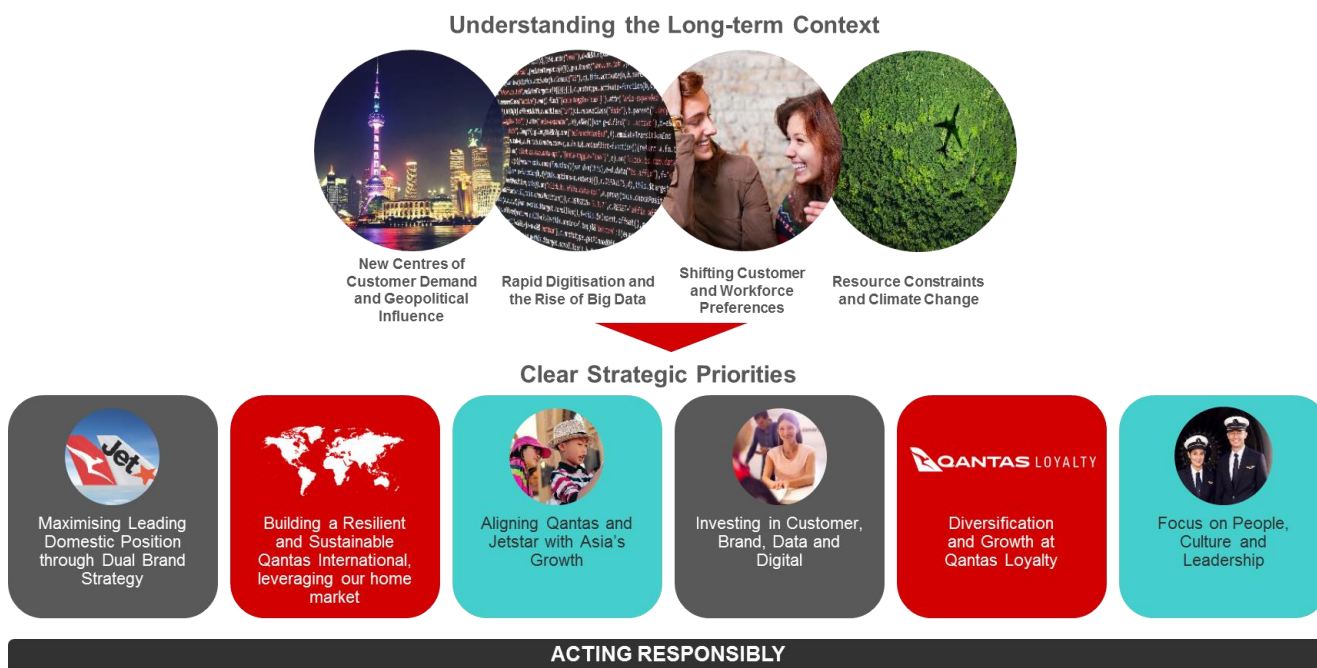 Understanding the Long-term Context
New Centres of
Customer Demand
and Geopolitical
Influence
Rapid Digitisation and
the Rise of Big Data
Shifting Customer
and Workforce
Preferences
Resource Constraints
and Climate Change
Clear Strategic Priorities
Jet
Maximising Leading
Domestic Position
through Dual Brand
Strategy
Building a Resilient
and Sustainable
Qantas International,
leveraging our home
market
Aligning Qantas and
Jetstar with Asia's
Growth
Investing in Customer,
Brand, Data and
Digital
QANTAS LOYALTY
Diversification
and Growth at
Qantas Loyalty
Focus on People,
Culture and
Leadership
ACTING RESPONSIBLY